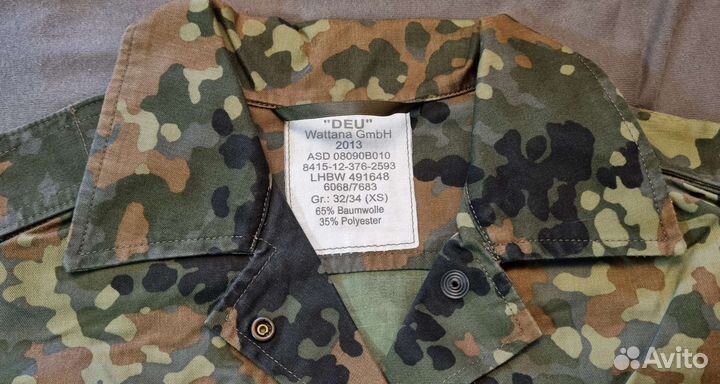 "DEU"
Wattana GmbH
2013
ASD 08090B010
8415-12-376-2593
LHBW 491648
6068/7683
Gr.: 32/34 (XS)
65% Baumwolle
35% Polyester
Avito